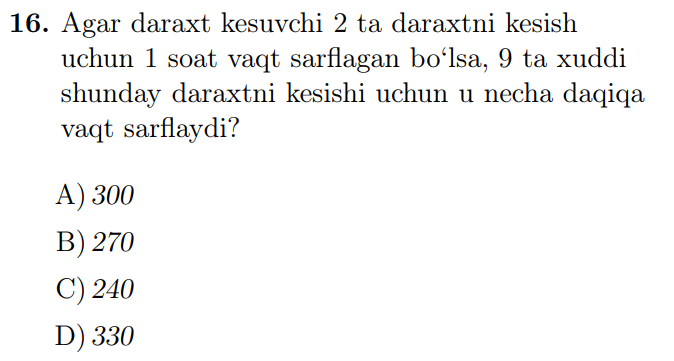 16. Agar daraxt kesuvchi 2 ta daraxtni kesish
uchun 1 soat vaqt sarflagan bo‘lsa, 9 ta xuddi
shunday daraxtni kesishi uchun u necha daqiqa
vaqt sarflaydi?
A) 300
B) 270
C) 240
D) 330